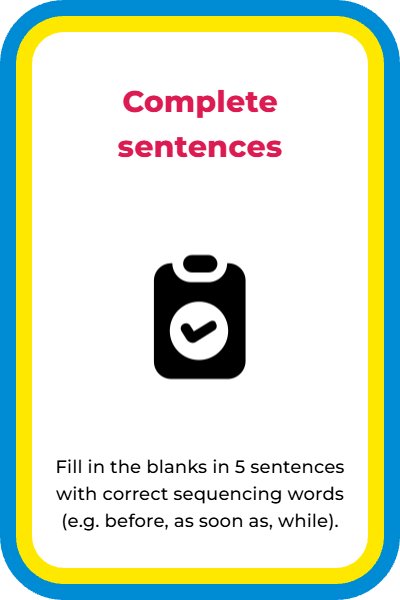 Complete
sentences
Fill in the blanks in 5 sentences
with correct sequencing words
(e.g. before, as soon as, while).